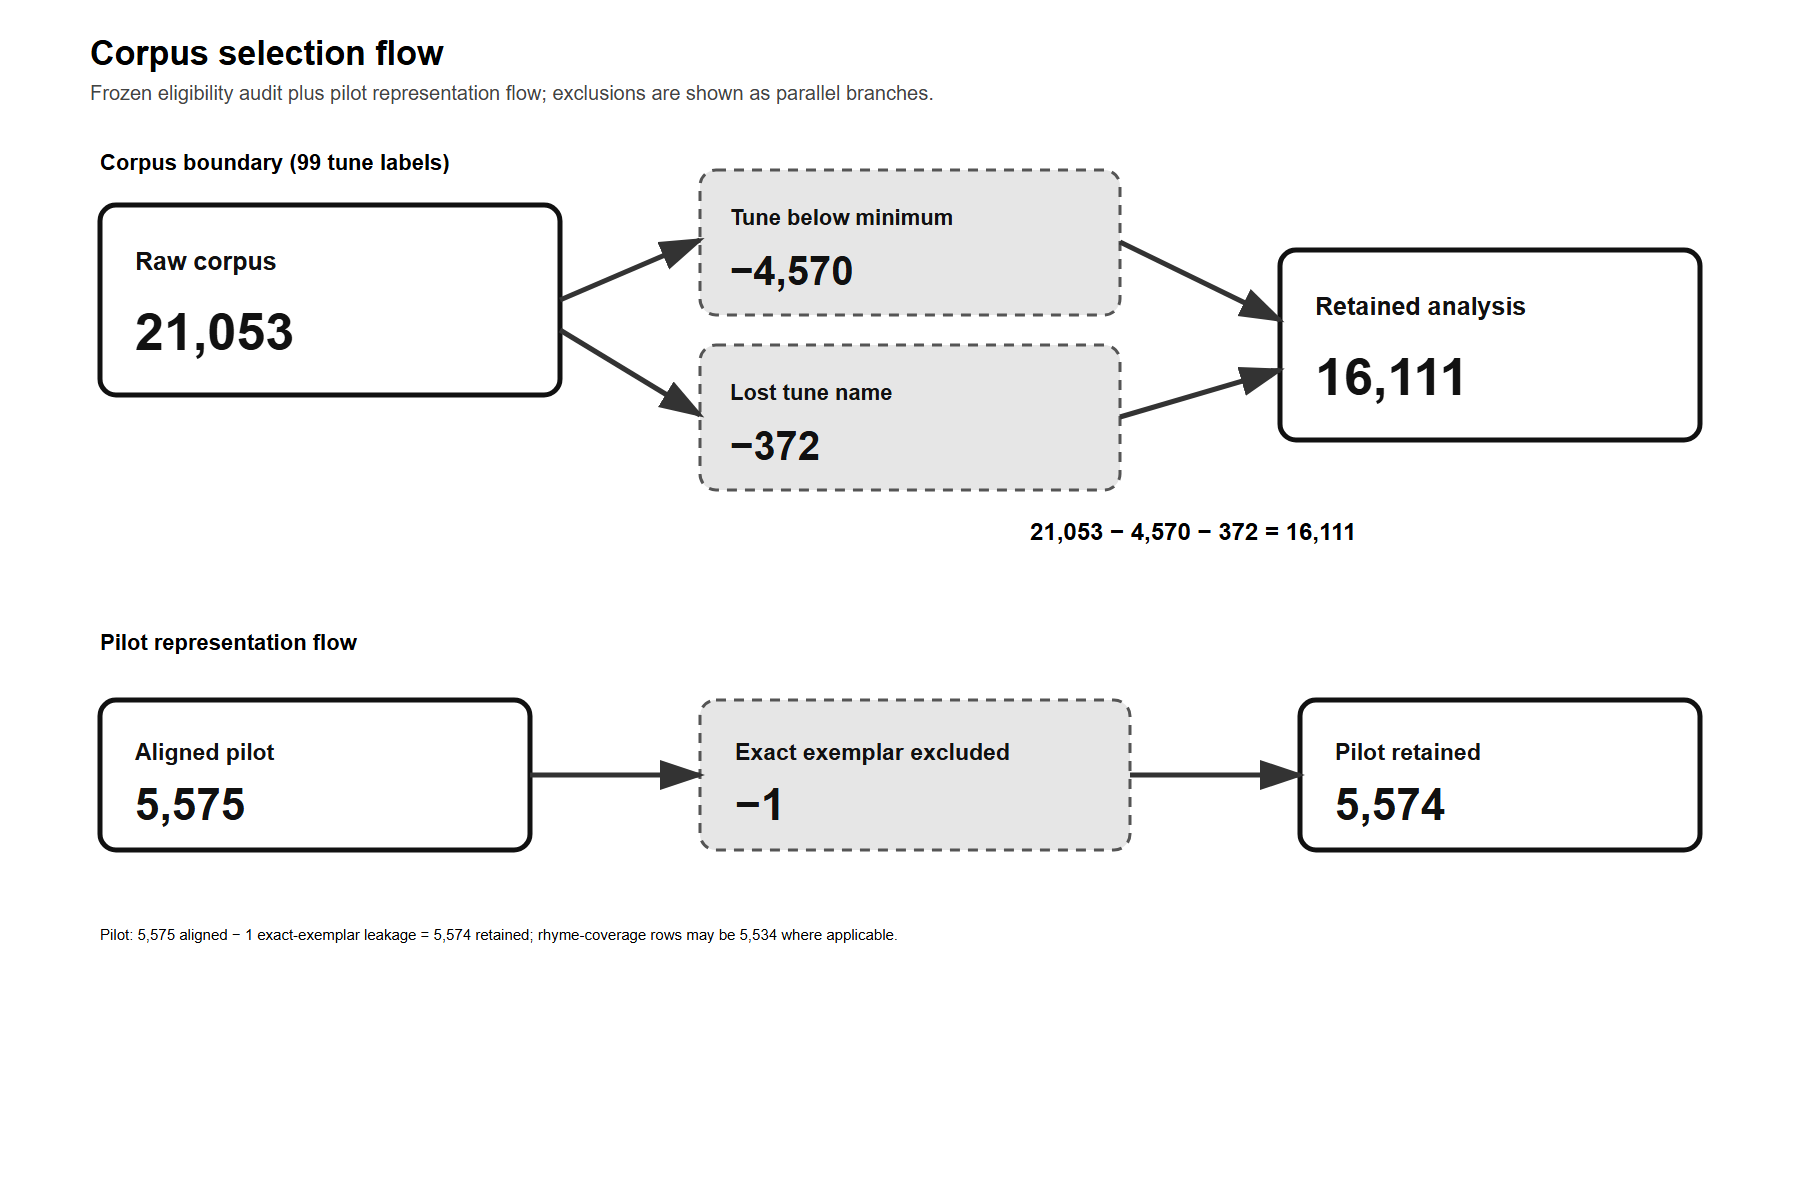 Corpus selection flow
Frozen eligibility audit plus pilot representation flow; exclusions are shown as parallel branches.
Corpus boundary (99 tune labels)
Raw corpus
21,053
Tune below minimum
−4,570
Lost tune name
−372
Retained analysis
16,111
21,053 − 4,570 − 372 = 16,111
Pilot representation flow
Aligned pilot
5,575
Exact exemplar excluded
−1
Pilot retained
5,574
Pilot: 5,575 aligned − 1 exact-exemplar leakage = 5,574 retained; rhyme-coverage rows may be 5,534 where applicable.